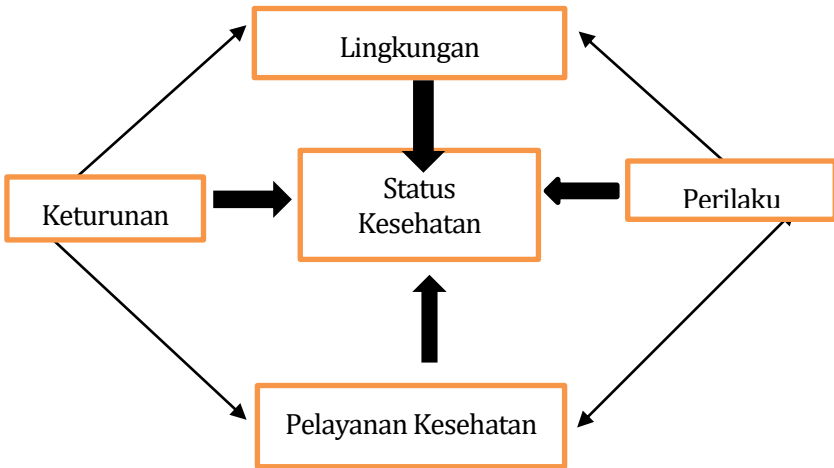 Lingkungan
Status
Kesehatan
Keturunan
Perilaku
Pelayanan Kesehatan